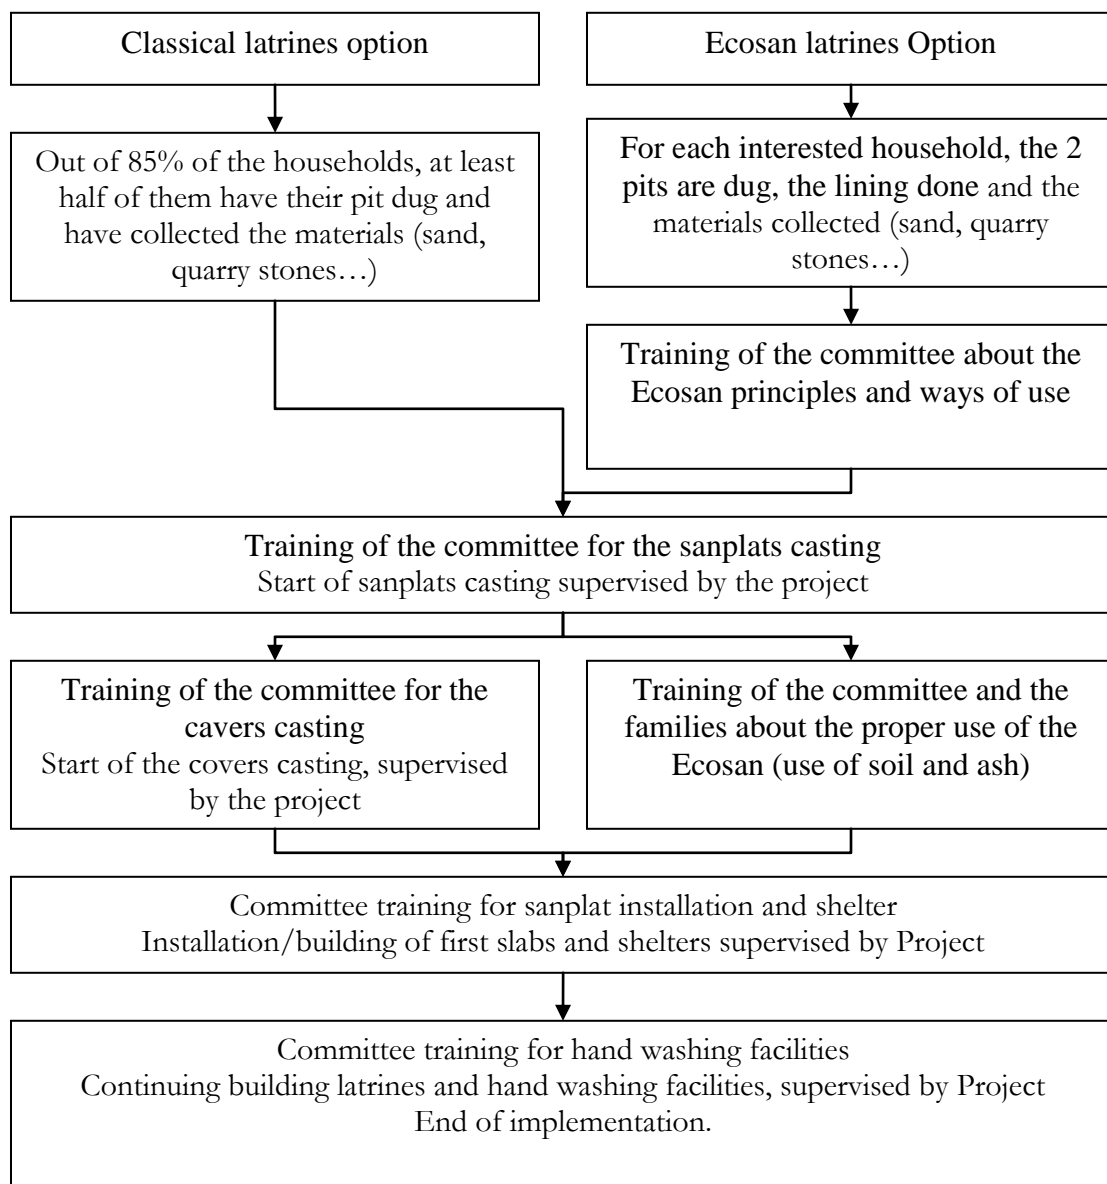 Classical latrines option
Ecosan latrines Option
Out of 85% of the households, at least
half of them have their pit dug and
have collected the materials (sand,
quarry stones…)
For each interested household, the 2
pits are dug, the lining done and the
materials collected (sand, quarry
stones…)
Training of the committee about the
Ecosan principles and ways of use
Training of the committee for the sanplats casting
Start of sanplats casting supervised by the project
Training of the committee for the
cavers casting
Start of the covers casting, supervised
by the project
Training of the committee and the
families about the proper use of the
Ecosan (use of soil and ash)
Committee training for sanplat installation and shelter
Installation/building of first slabs and shelters supervised by Project
Committee training for hand washing facilities
Continuing building latrines and hand washing facilities, supervised by Project
End of implementation.